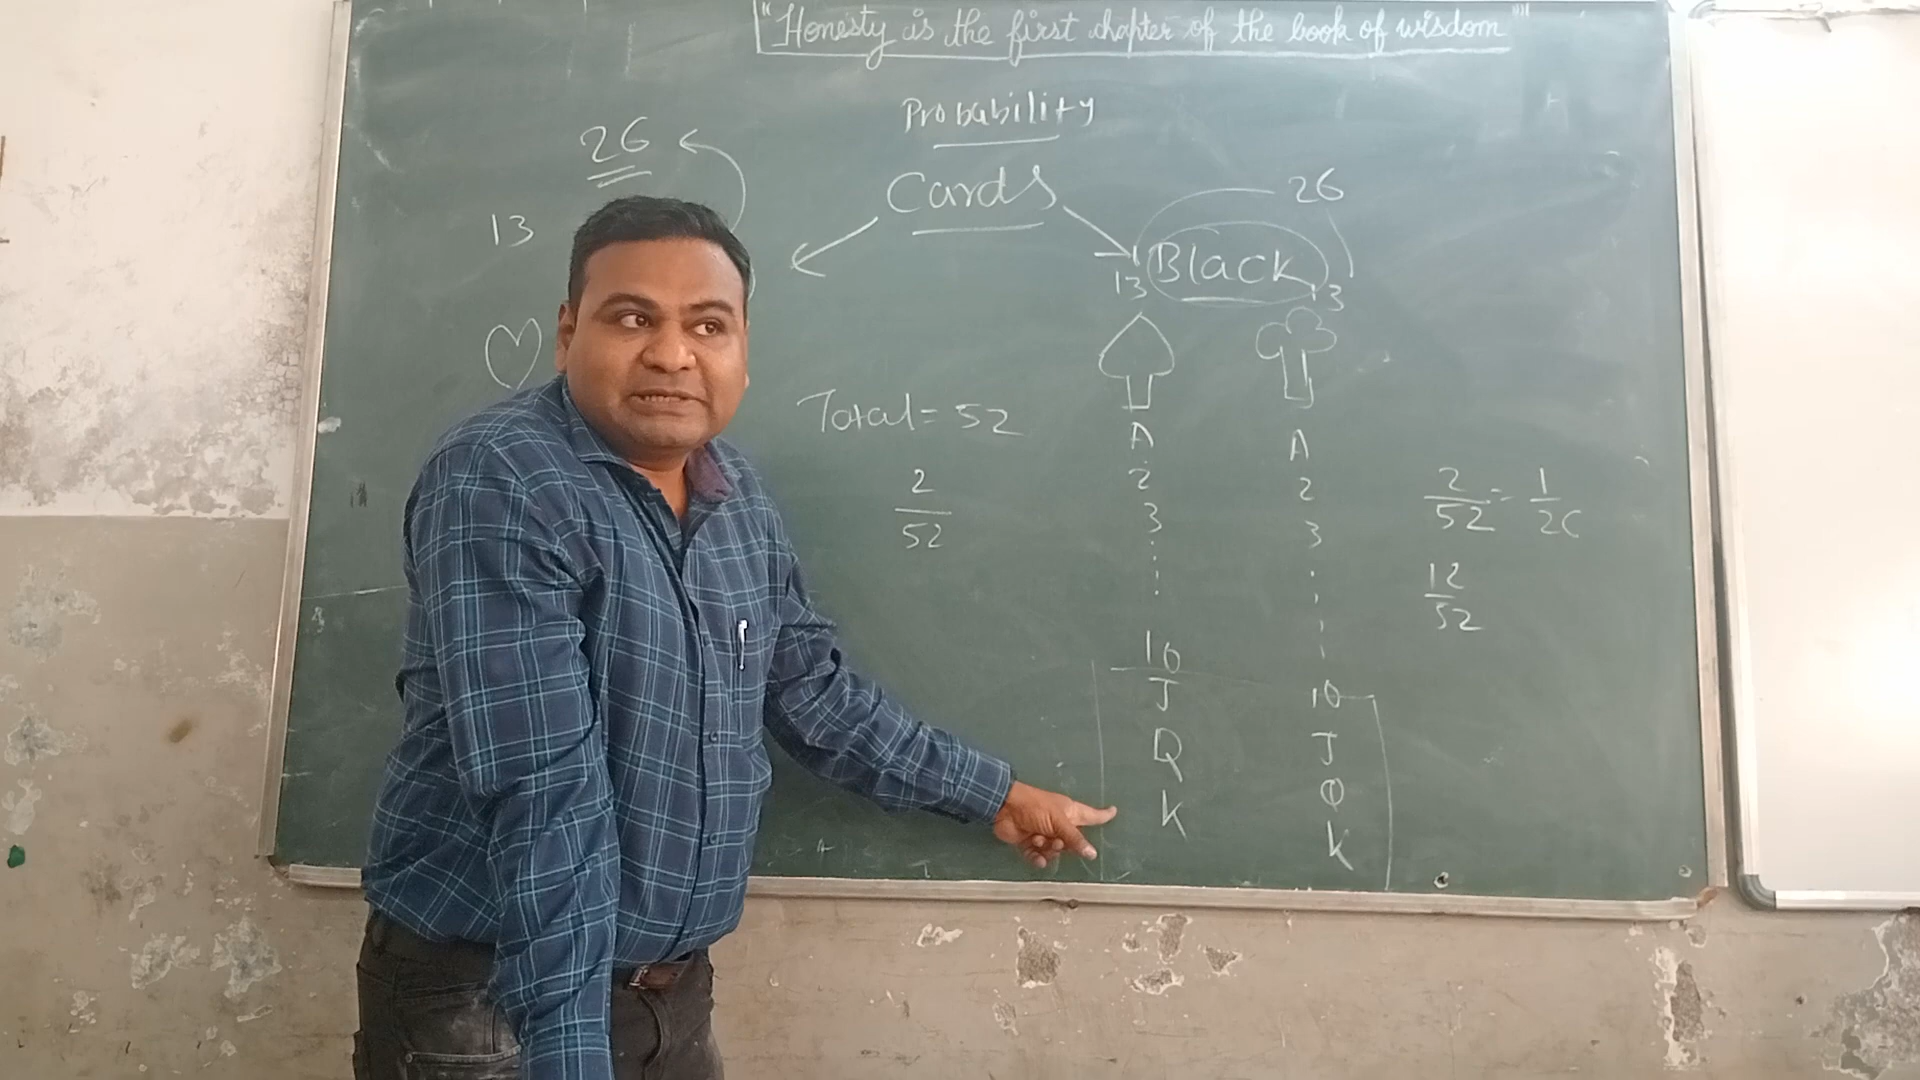 "Honesty is the first chapter of the book of wisdom"
Probability
Cards
26
13
26
Black
13
13
Total = 52
2/52
A
2
3
10
J
Q
K
A
2
3
10
J
Q
K
2/52 = 1/26
12/52